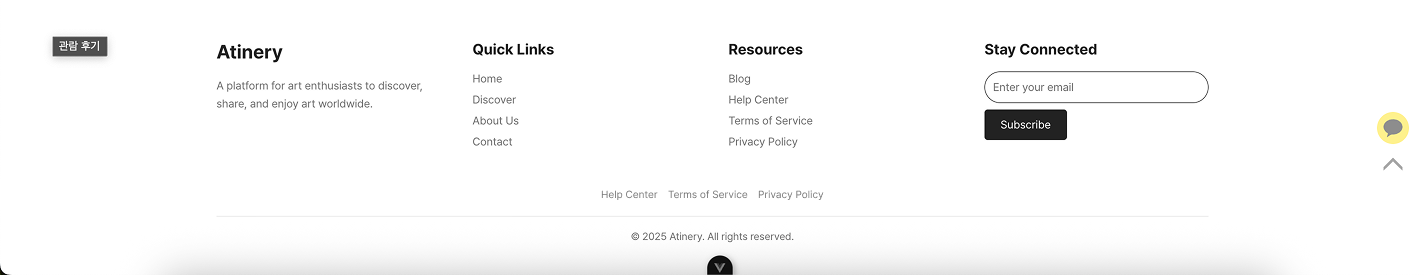 관람 후기
Atinery
A platform for art enthusiasts to discover,
share, and enjoy art worldwide.
Quick Links
Home
Discover
About Us
Contact
Resources
Blog
Help Center
Terms of Service
Privacy Policy
Stay Connected
Enter your email
Subscribe
Help Center Terms of Service Privacy Policy
© 2025 Atinery. All rights reserved.